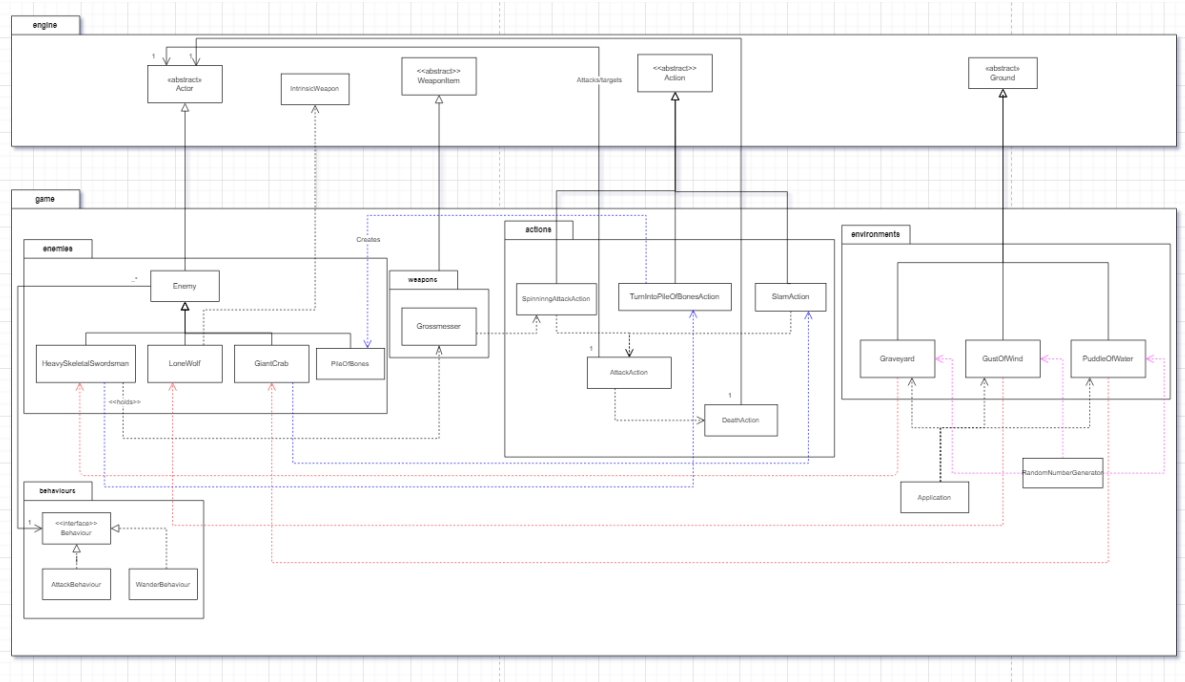 engine
1
1
«abstract»
Actor
IntrinsicWeapon
<<abstract>>
WeaponItem
Attacks/targets
<<abstract>>
Action
«abstract»
Ground
game
enemies
Creates
actions
environments
..*
Enemy
weapons
SpinninngAttackAction
TurnIntoPileOfBonesAction
SlamAction
Grossmesser
1
HeavySkeletalSwordsman
LoneWolf
GiantCrab
PileOfBones
AttackAction
Graveyard
GustOfWind
PuddleOfWater
<<holds>>
1
DeathAction
RandomNumberGenerator
Application
behaviours
1
<<interface>>
Behaviour
AttackBehaviour
WanderBehaviour